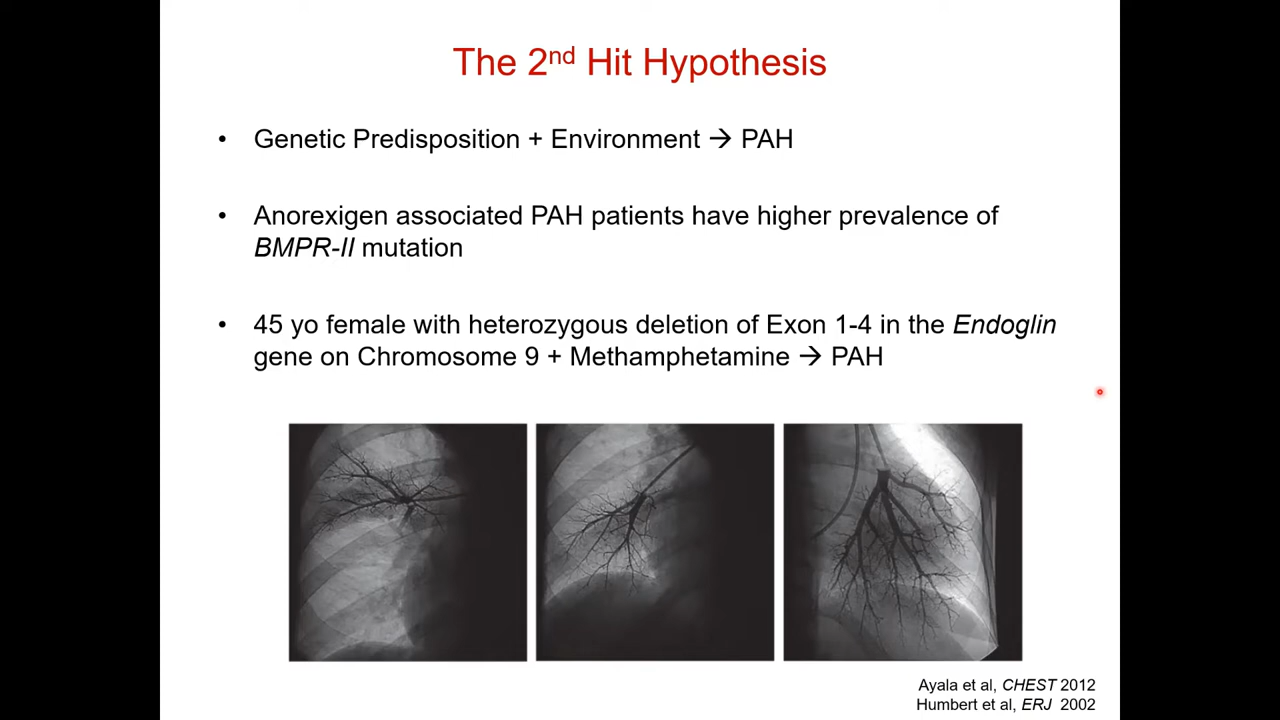 The 2nd Hit Hypothesis
• Genetic Predisposition + Environment → PAH
• Anorexigen associated PAH patients have higher prevalence of
BMPR-II mutation
• 45 yo female with heterozygous deletion of Exon 1-4 in the Endoglin
gene on Chromosome 9 + Methamphetamine → PAH
Ayala et al, CHEST 2012
Humbert et al, ERJ 2002